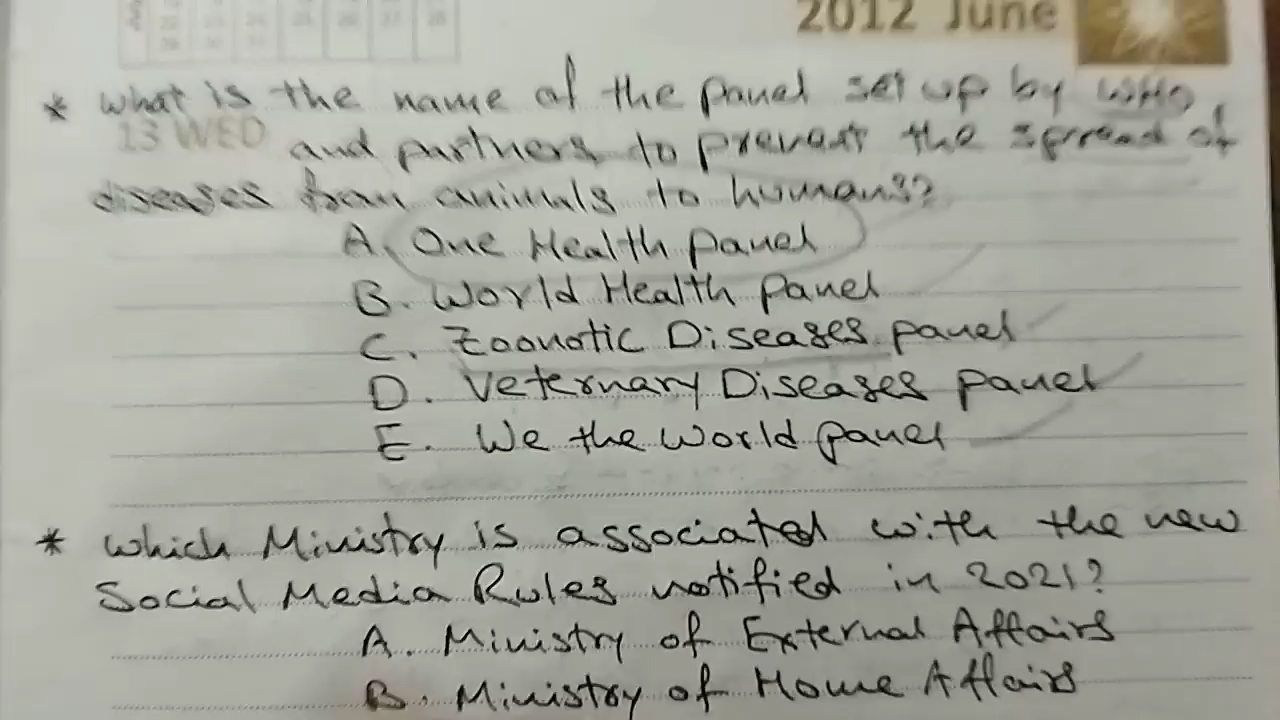 2012 June
* what is the name of the panel set up by WHO
13 WED
and partners to prevent the spread of
diseases from animals to humans?
A. One Health panel
B. World Health panel
C. Zoonotic Diseases panel
D. Veternary Diseases panel
E. We the World panel
* which Ministry is associated with the new
Social Media Rules notified in 2021?
A. Ministry of External Affairs
B. Ministry of Home Affairs